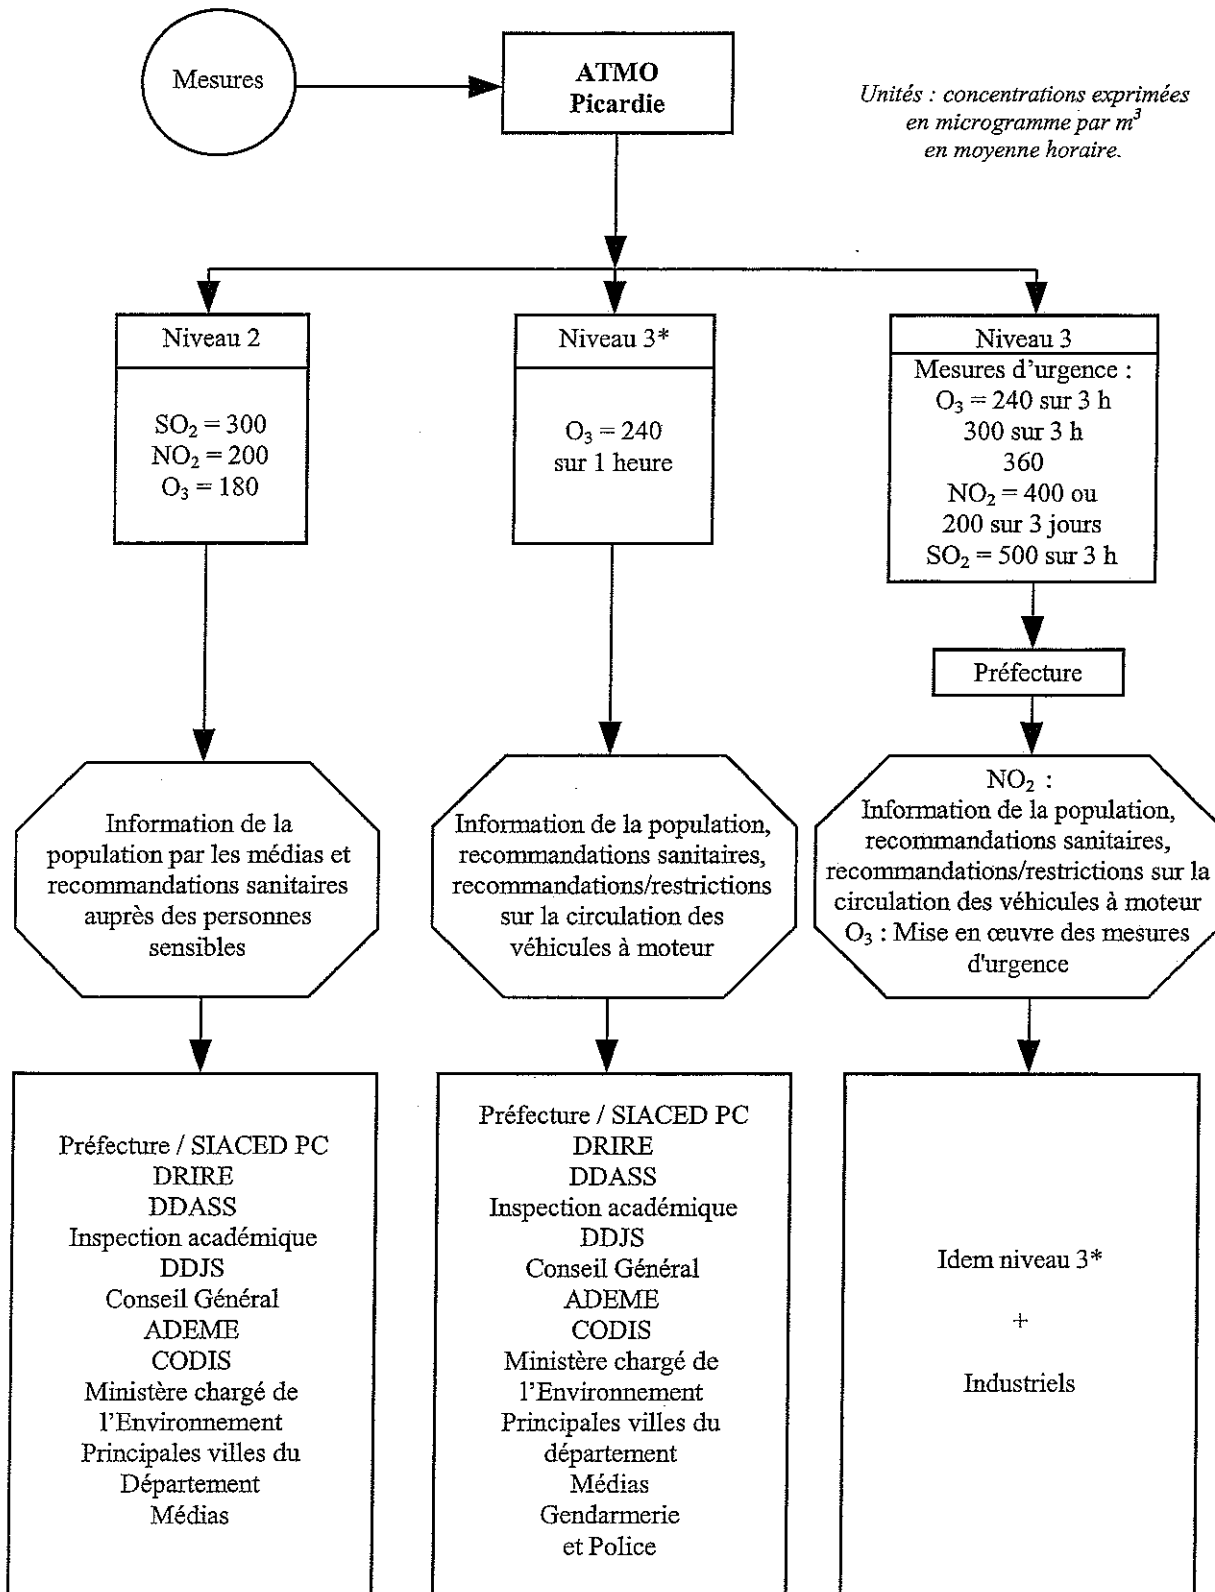 Mesures
ATMO
Picardie
Unités : concentrations exprimées
en microgramme par m³
en moyenne horaire.
Niveau 2
SO₂ = 300
NO₂ = 200
O₃ = 180
Niveau 3*
O₃ = 240
sur 1 heure
Niveau 3
Mesures d’urgence :
O₃ = 240 sur 3 h
300 sur 3 h
360
NO₂ = 400 ou
200 sur 3 jours
SO₂ = 500 sur 3 h
Préfecture
Information de la
population par les médias et
recommandations sanitaires
auprès des personnes
sensibles
Information de la population,
recommandations sanitaires,
recommandations/restrictions
sur la circulation des
véhicules à moteur
NO₂ :
Information de la population,
recommandations sanitaires,
recommandations/restrictions sur la
circulation des véhicules à moteur
O₃ : Mise en œuvre des mesures
d'urgence
Préfecture / SIACED PC
DRIRE
DDASS
Inspection académique
DDJS
Conseil Général
ADEME
CODIS
Ministère chargé de
l’Environnement
Principales villes du
Département
Médias
Préfecture / SIACED PC
DRIRE
DDASS
Inspection académique
DDJS
Conseil Général
ADEME
CODIS
Ministère chargé de
l’Environnement
Principales villes du
département
Médias
Gendarmerie
et Police
Idem niveau 3*
+
Industriels